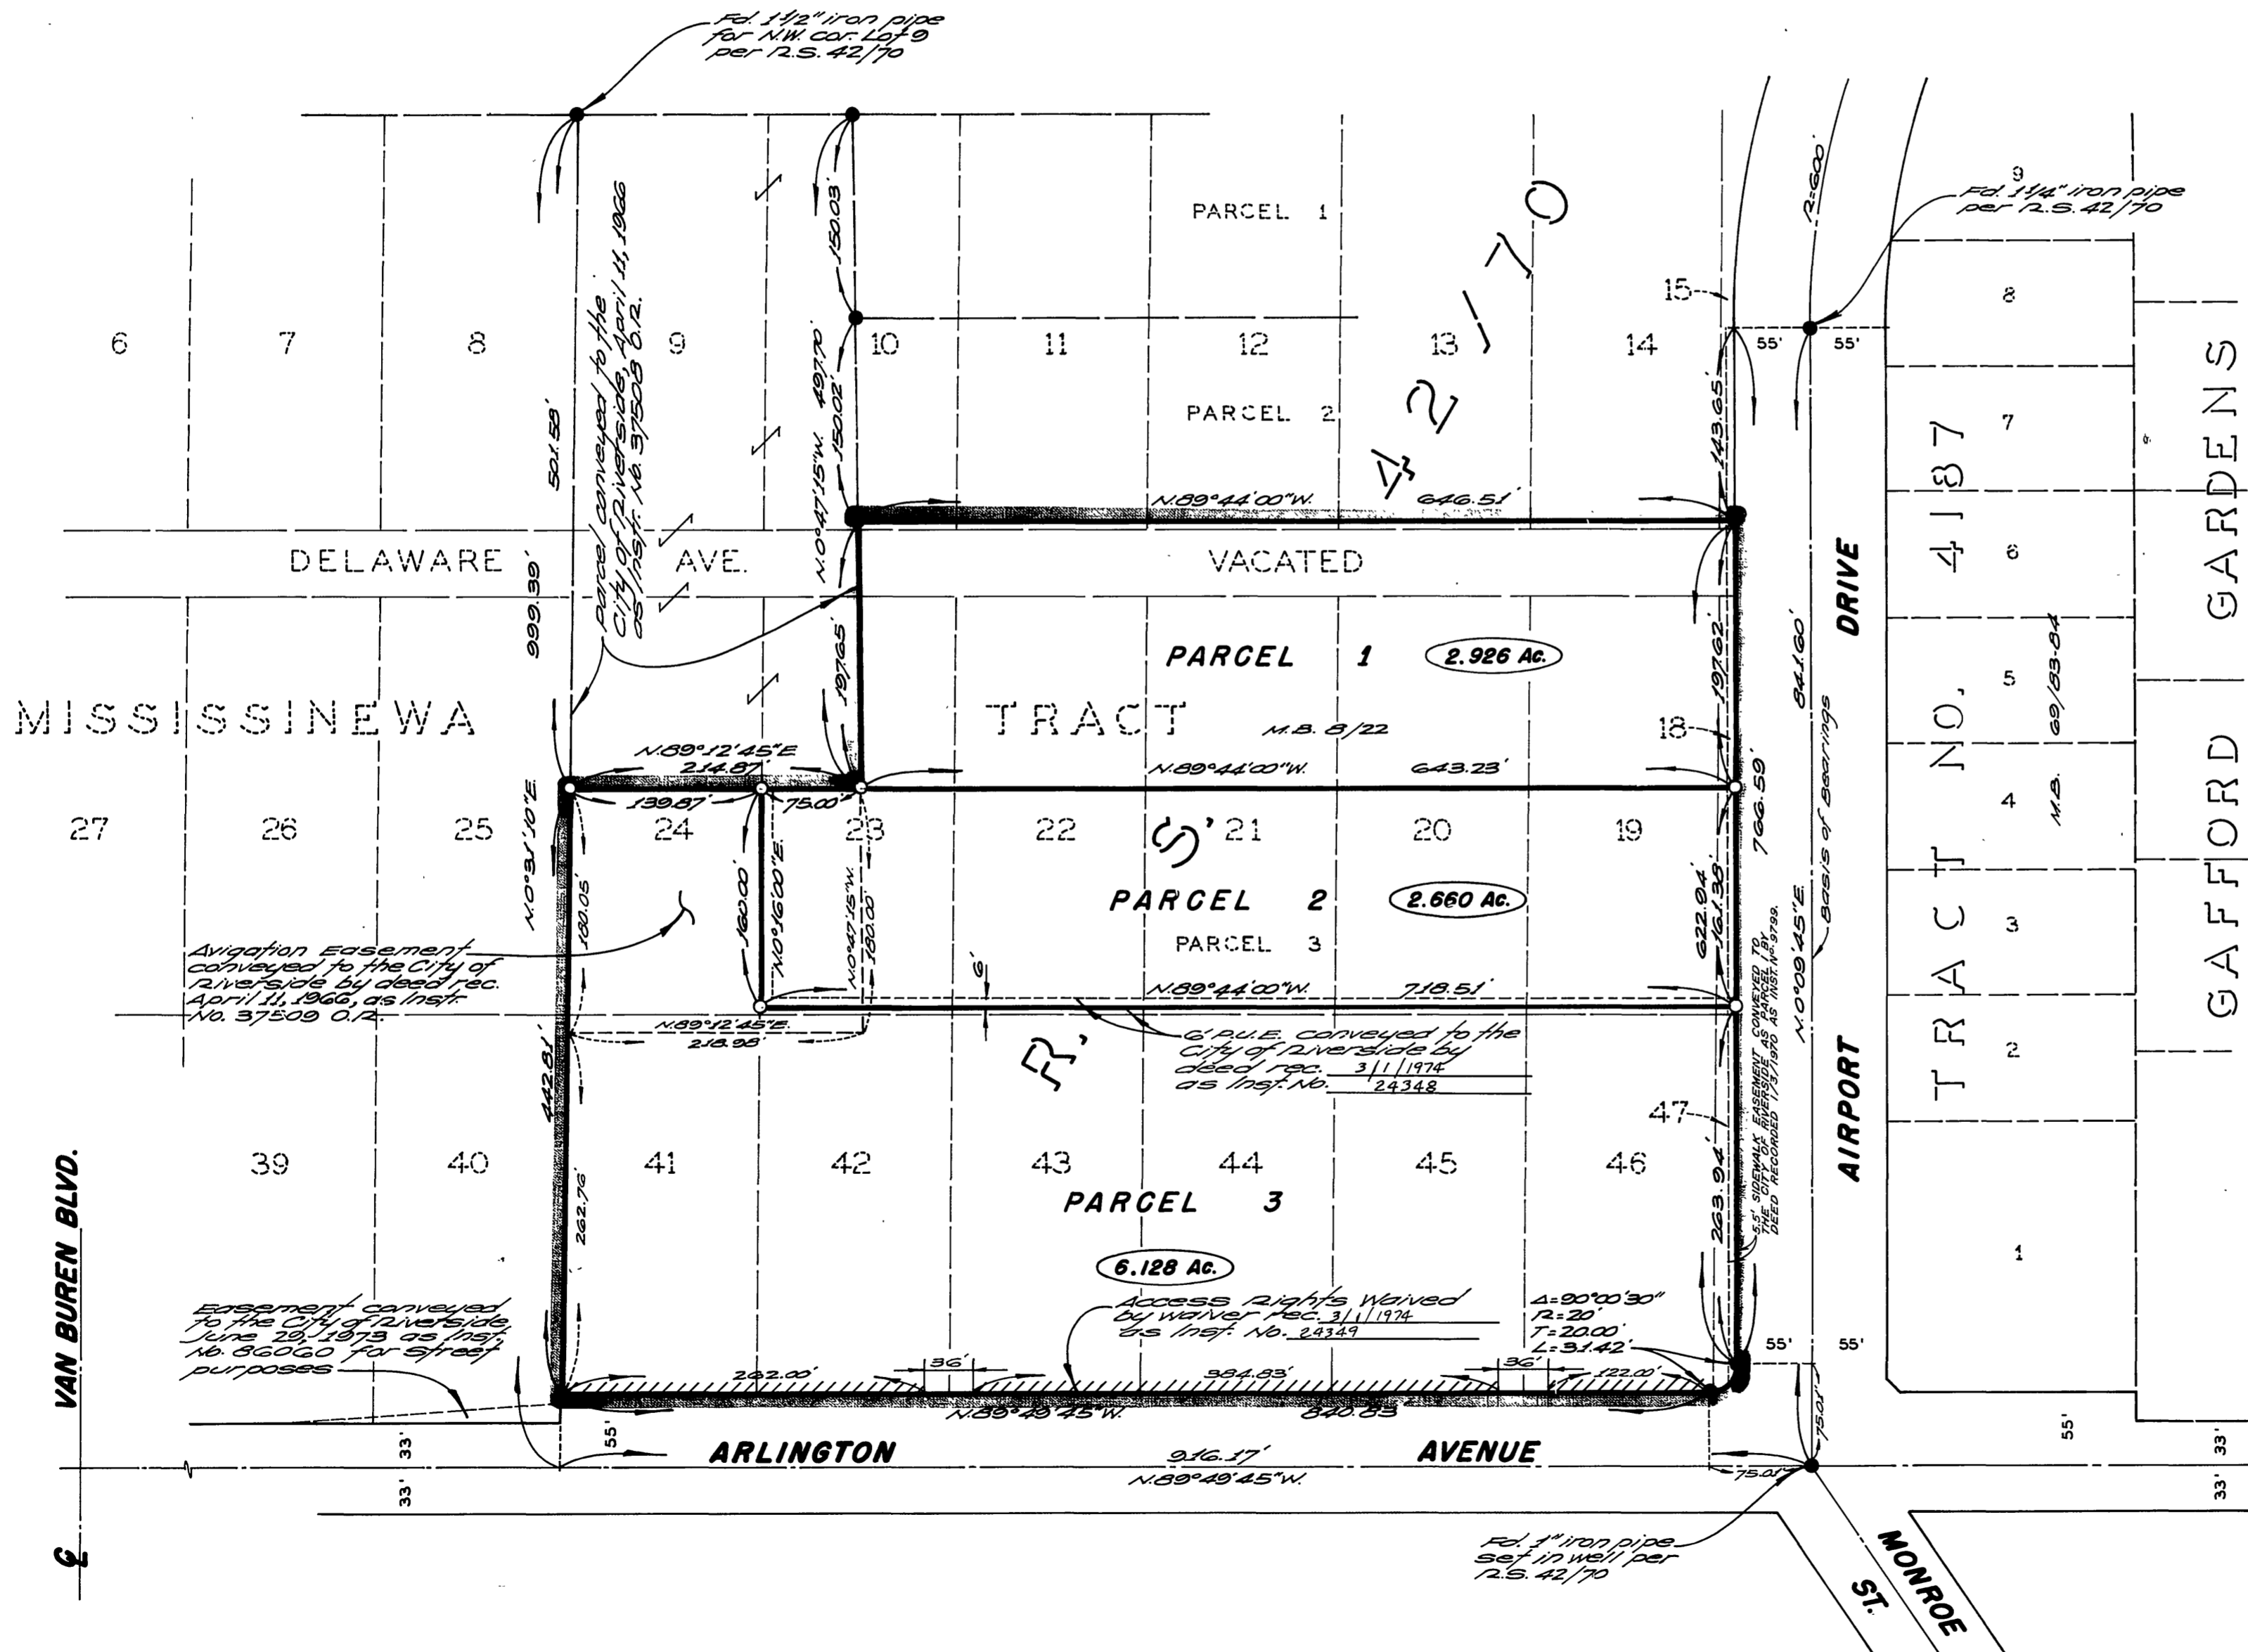 Fd. 1 1/2" iron pipe
for N.W. cor. Lot 9
per R.S. 42/70
Fd. 1 1/4" iron pipe
per R.S. 42/70
R=600'
PARCEL 1
PARCEL 2
42/70
15
9
8
7
6
5
4
3
2
1
6
7
8
9
10
11
12
13
14
55'
55'
501.58'
999.39'
Parcel conveyed to the
City of Riverside, April 11, 1966
as Instr. No. 37508 O.R.
150.03'
150.02'
N.0°47'15"W. 497.70'
143.65'
N.89°44'00"W. 646.51'
DELAWARE AVE. VACATED
197.65'
197.62'
PARCEL 1 2.926 Ac.
MISSISSINEWA TRACT
M.B. 8/22
18
N.89°12'45"E.
214.87'
139.87'
75.00'
N.89°44'00"W. 643.23'
27
26
25
24
23
22
21
20
19
R. S.
N.0°31'10"E.
180.05'
160.00'
N.0°16'00"E.
N.0°47'15"W.
180.00'
PARCEL 2 2.660 Ac.
PARCEL 3
161.38'
622.94'
766.59'
841.60'
N.0°09'45"E.
Basis of Bearings
AIRPORT DRIVE
TRACT NO. 4187
M.B. 69/83-84
GAFFORD GARDENS
Avigation Easement
conveyed to the City of
Riverside by deed rec.
April 11, 1966, as Instr.
No. 37509 O.R.
N.89°12'45"E.
218.98'
6'
N.89°44'00"W. 718.51'
6' P.U.E. conveyed to the
City of Riverside by
deed rec. 3/1/1974
as Inst. No. 24348
442.81'
262.76'
47
263.94'
5.5' SIDEWALK EASEMENT CONVEYED TO
THE CITY OF RIVERSIDE AS PARCEL 1 BY
DEED RECORDED 1/3/1970 AS INST. Nº 9799.
39
40
41
42
43
44
45
46
PARCEL 3
6.128 Ac.
VAN BUREN BLVD.
Easement conveyed
to the City of Riverside,
June 29, 1973 as Inst.
No. 86060 for street
purposes
Access Rights Waived
by waiver rec. 3/1/1974
as Inst. No. 24349
Δ=90°00'30"
R=20'
T=20.00'
L=31.42'
262.00'
36'
384.83'
36'
122.00'
N.89°49'45"W. 840.83
55'
55'
75.01'
33'
33'
55'
ARLINGTON AVENUE
916.17'
N.89°49'45"W.
75.01'
55'
33'
33'
Fd. 1" iron pipe
set in well per
R.S. 42/70
MONROE
ST.